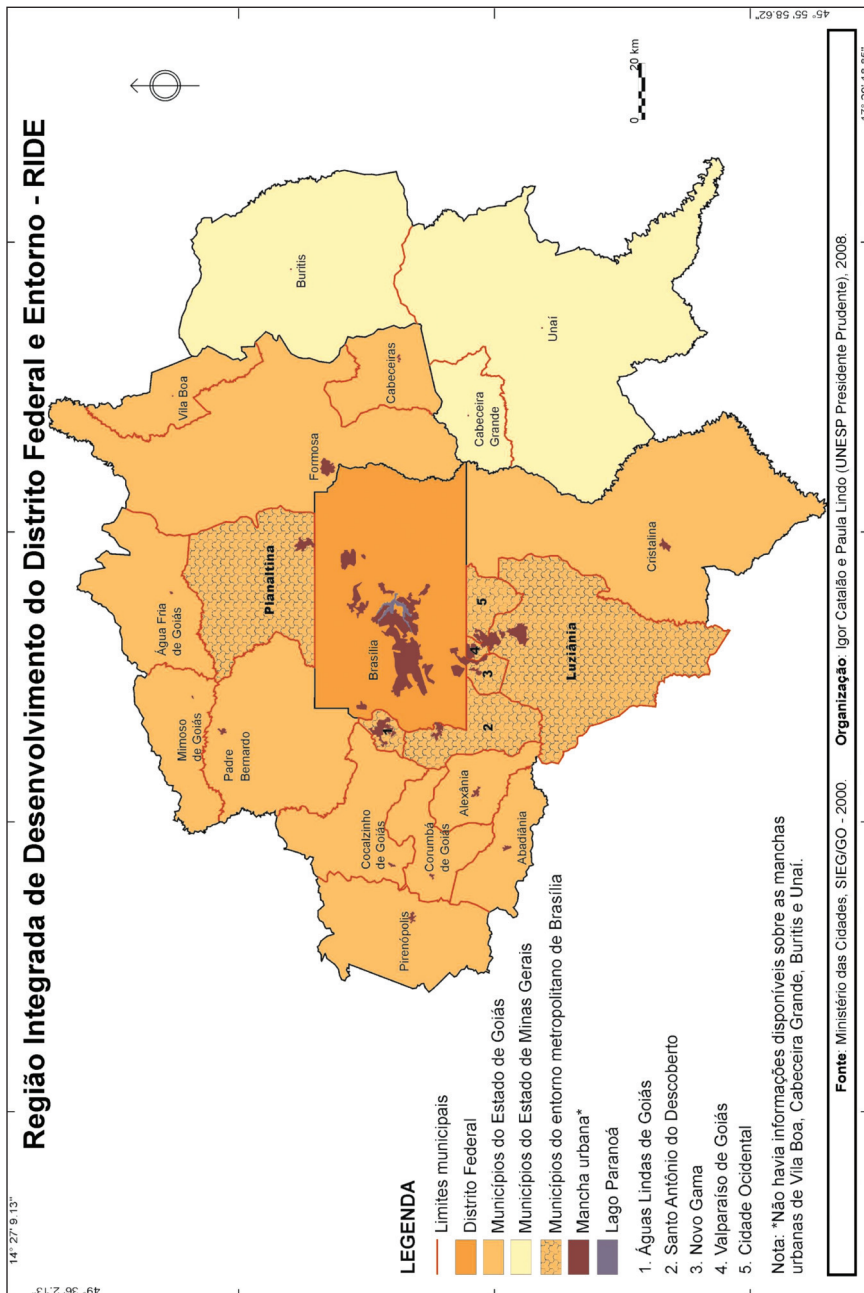 14° 27' 9.13"
49° 36' 2.13"
Região Integrada de Desenvolvimento do Distrito Federal e Entorno - RIDE
Vila Boa
Buritis
Água Fria
de Goiás
Mimoso
de Goiás
Planaltina
Formosa
Cabeceiras
Padre
Bernardo
Brasília
Cocalzinho
de Goiás
Pirenópolis
Corumbá
de Goiás
1
Cabeceira
Grande
Alexânia
2
3
4
5
Unaí
Abadiânia
Luziânia
Cristalina
0
20 km
LEGENDA
Limites municipais
Distrito Federal
Municípios do Estado de Goiás
Municípios do Estado de Minas Gerais
Municípios do entorno metropolitano de Brasília
Mancha urbana*
Lago Paranoá
1. Águas Lindas de Goiás
2. Santo Antônio do Descoberto
3. Novo Gama
4. Valparaíso de Goiás
5. Cidade Ocidental
Nota: *Não havia informações disponíveis sobre as manchas
urbanas de Vila Boa, Cabeceira Grande, Buritis e Unaí.
45° 55' 58.62"
Fonte: Ministério das Cidades, SIEG/GO - 2000. Organização: Igor Catalão e Paula Lindo (UNESP Presidente Prudente), 2008.